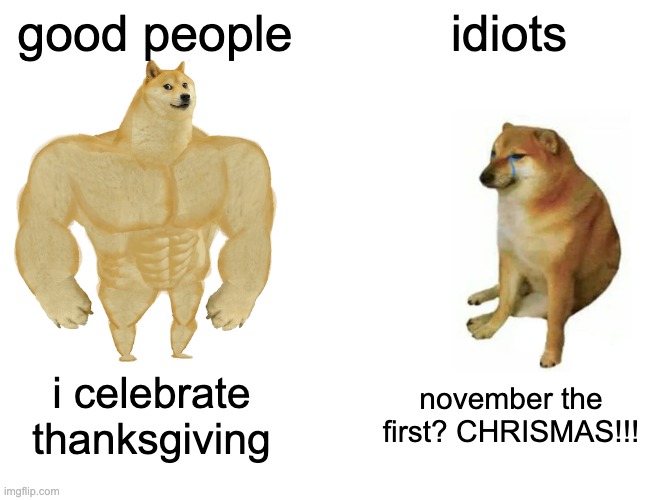 good people
idiots
i celebrate
thanksgiving
november the
first? CHRISMAS!!!
imgflip.com